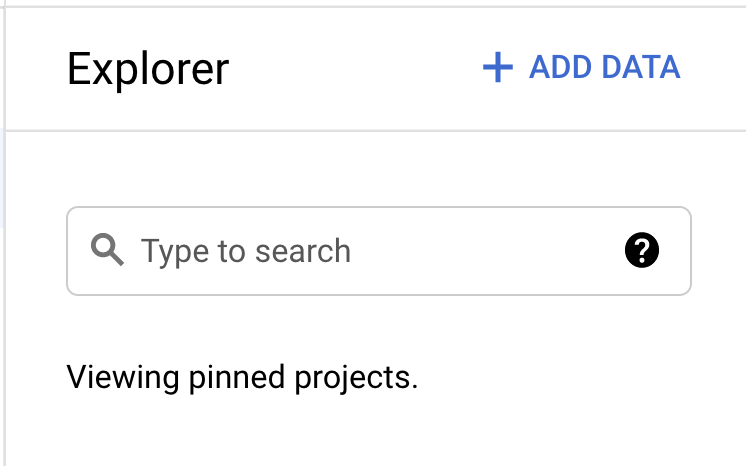 Explorer
+ ADD DATA
Type to search
?
Viewing pinned projects.